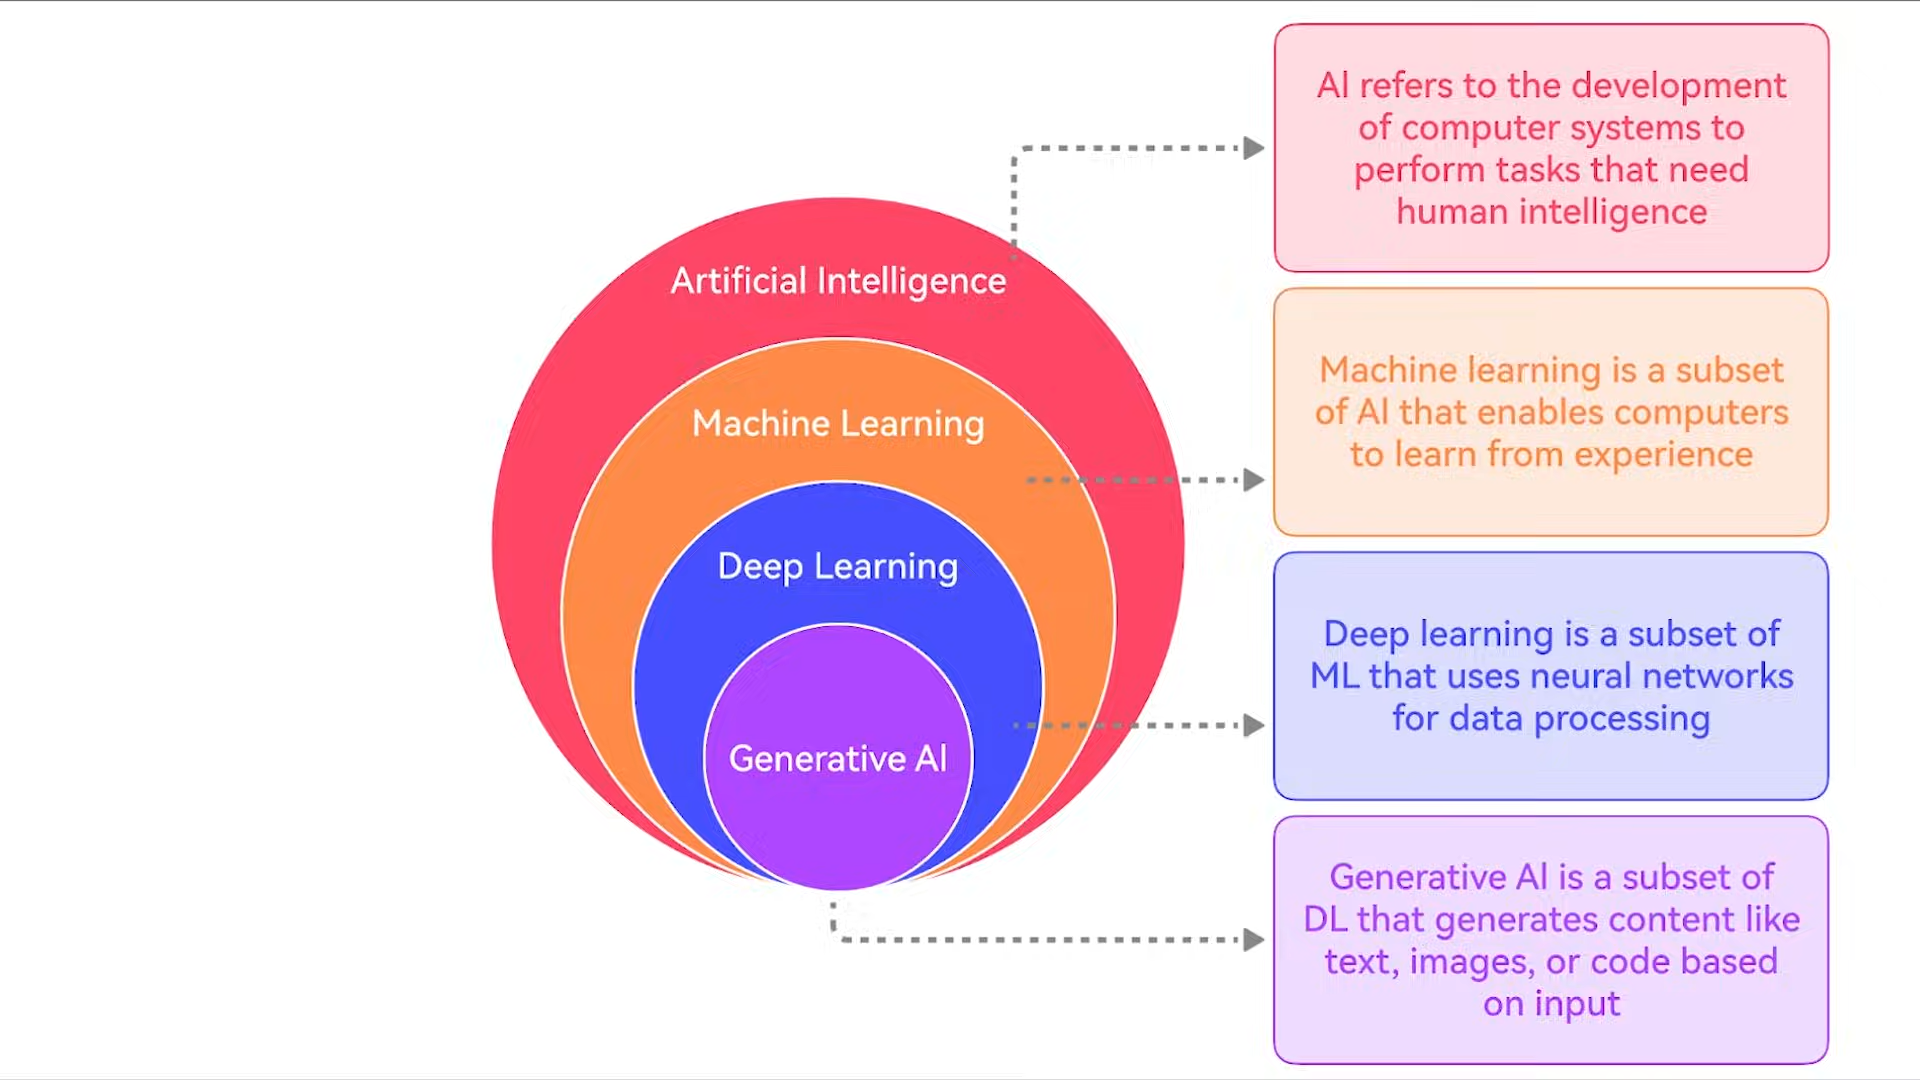 Artificial Intelligence
Machine Learning
Deep Learning
Generative AI
AI refers to the development
of computer systems to
perform tasks that need
human intelligence
Machine learning is a subset
of AI that enables computers
to learn from experience
Deep learning is a subset of
ML that uses neural networks
for data processing
Generative AI is a subset of
DL that generates content like
text, images, or code based
on input